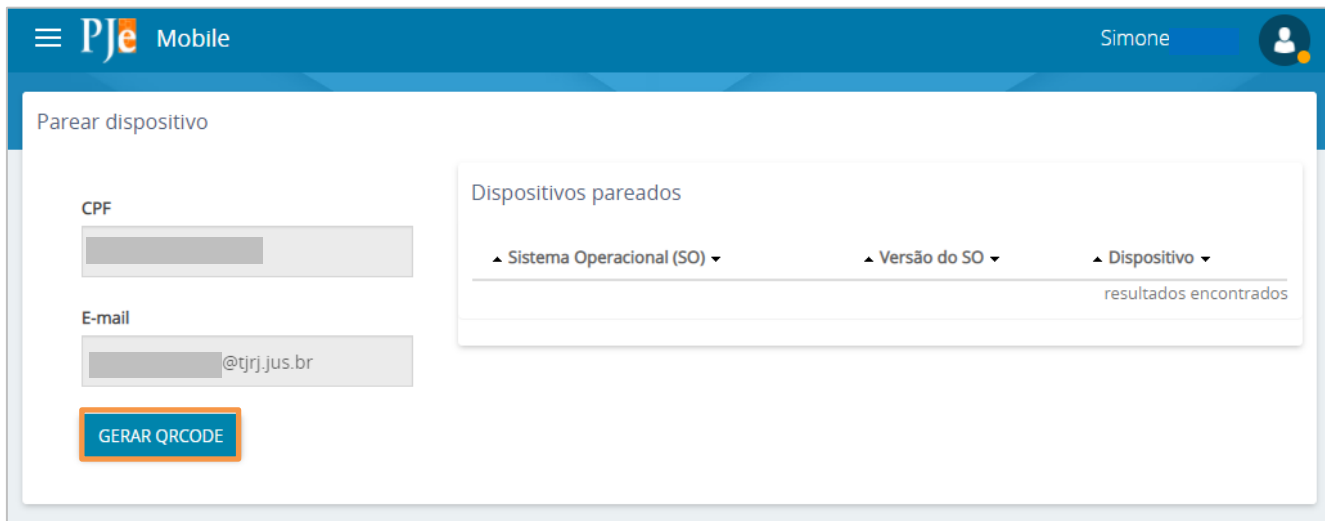 PJe Mobile
Simone
Parear dispositivo
CPF
E-mail
@tjrj.jus.br
GERAR QRCODE
Dispositivos pareados
Sistema Operacional (SO) Versão do SO Dispositivo
resultados encontrados